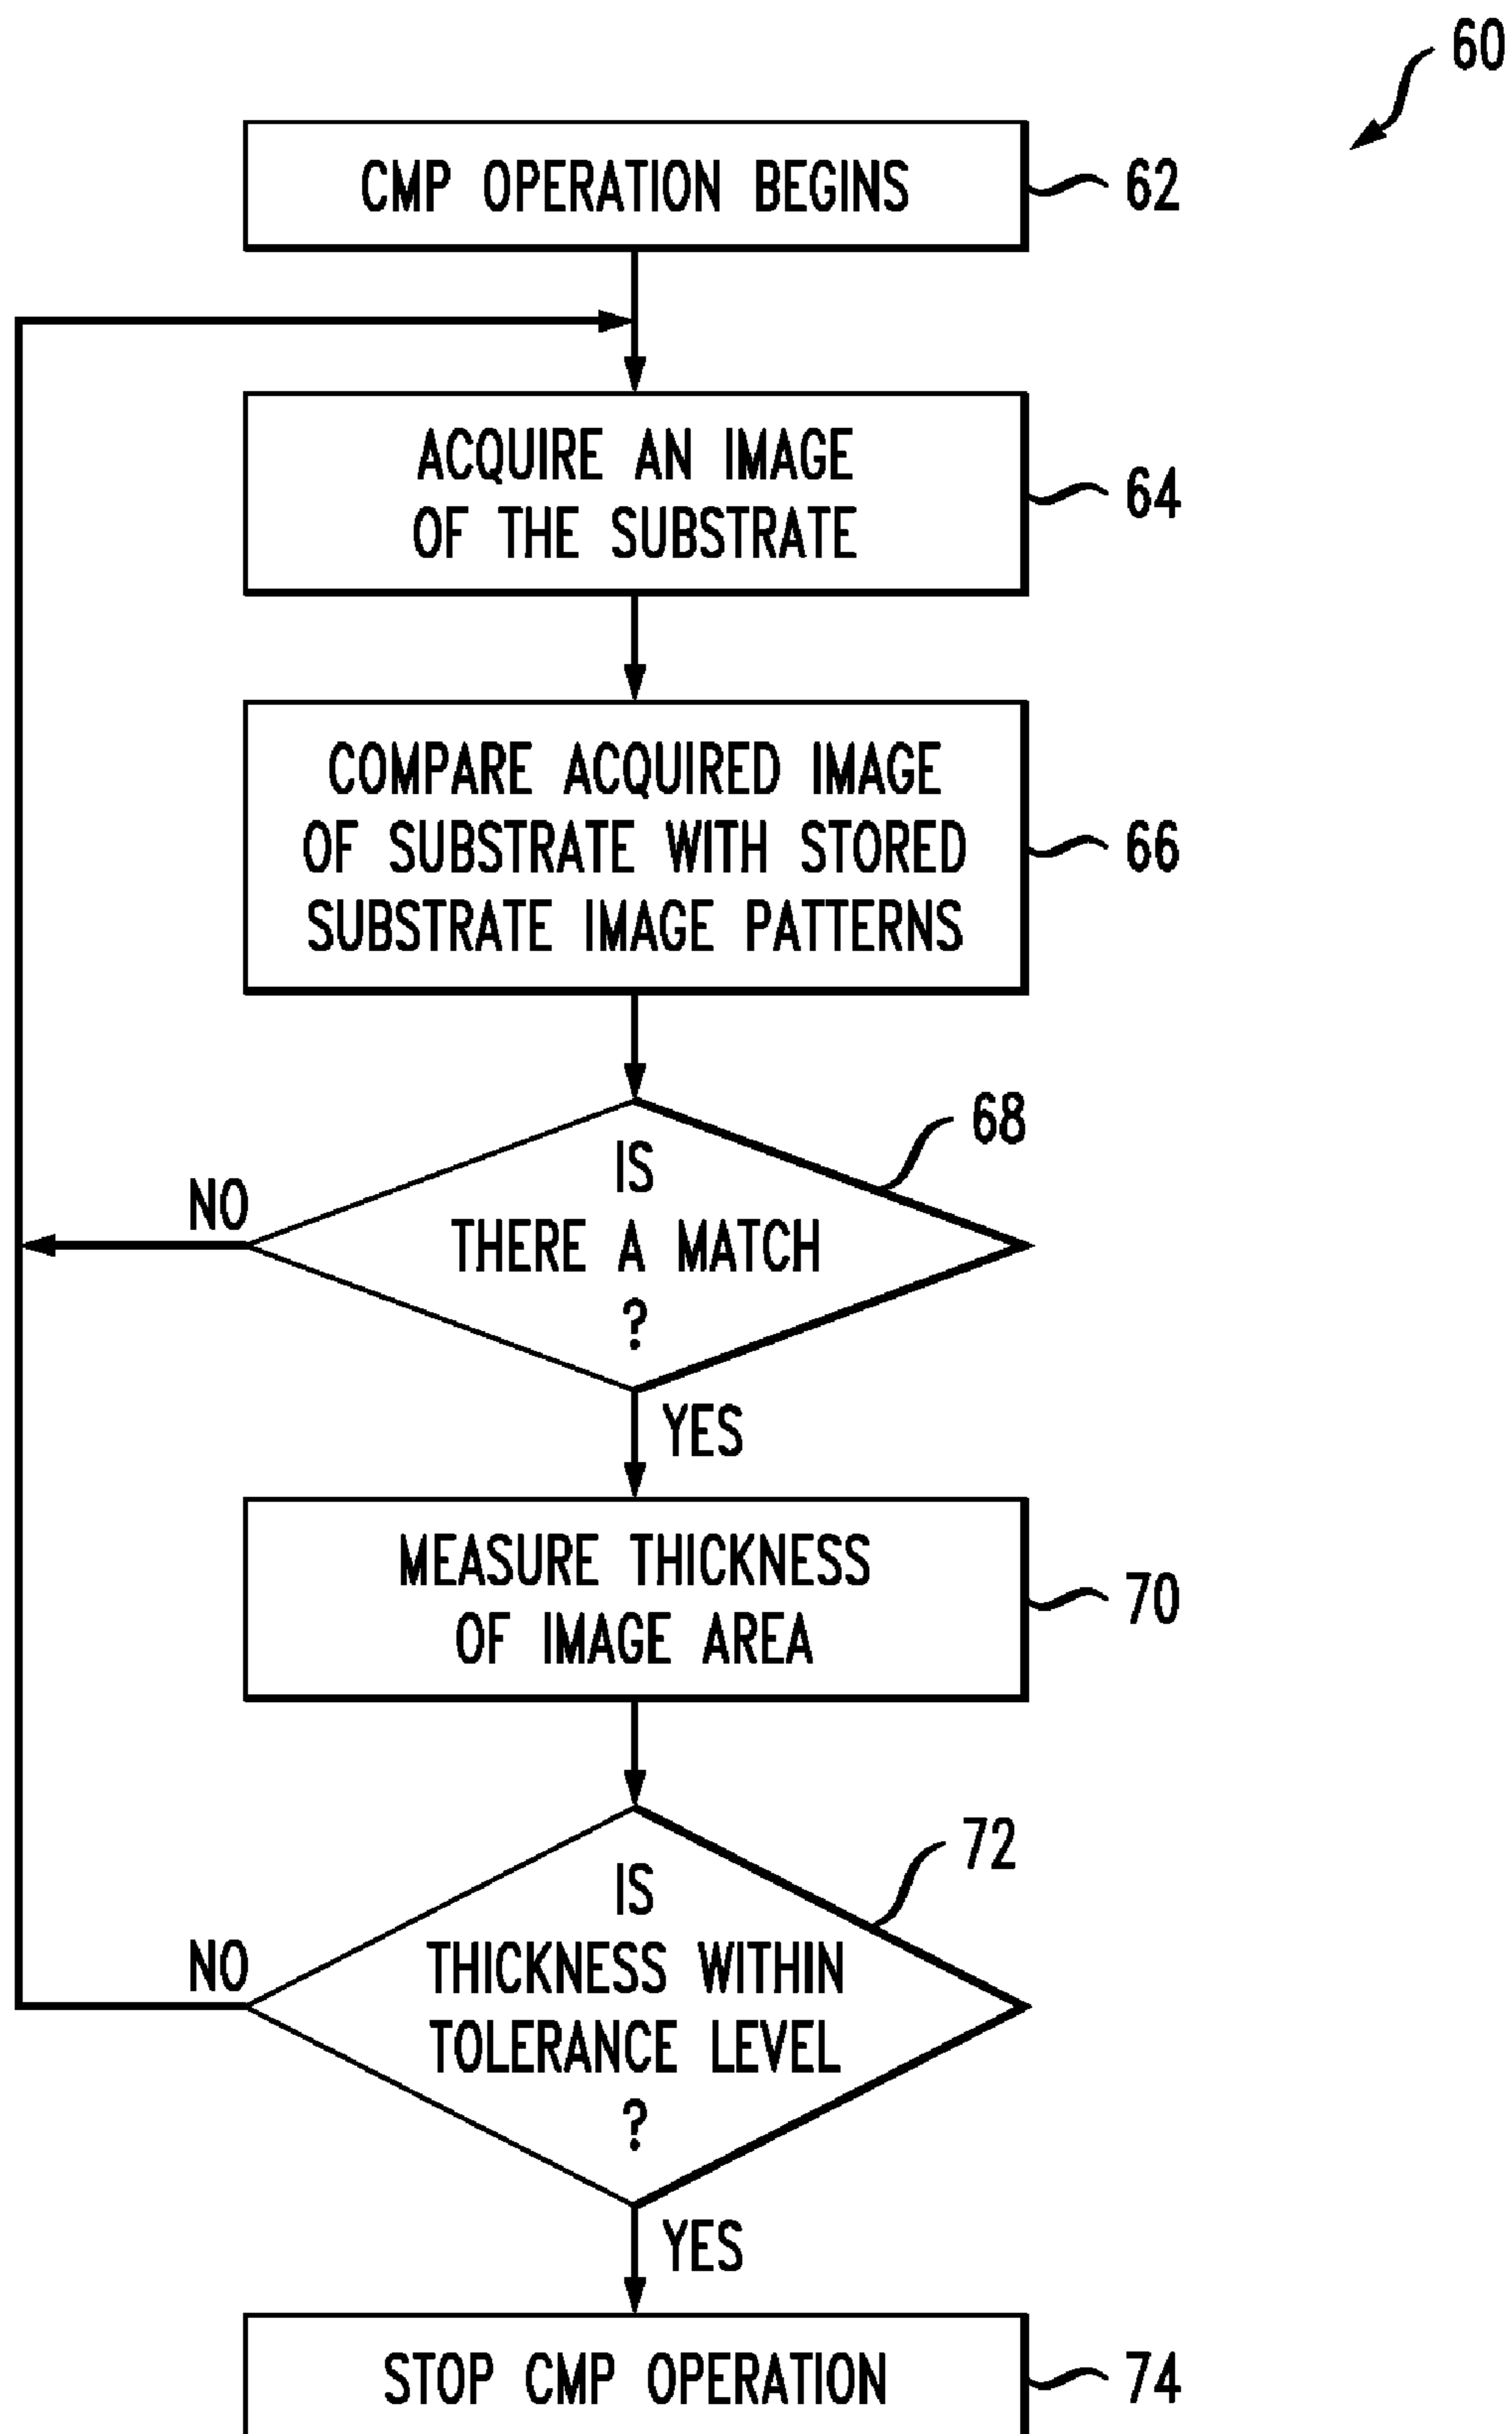 60
CMP OPERATION BEGINS
62
ACQUIRE AN IMAGE
OF THE SUBSTRATE
64
COMPARE ACQUIRED IMAGE
OF SUBSTRATE WITH STORED
SUBSTRATE IMAGE PATTERNS
66
68
IS
THERE A MATCH
?
NO
YES
MEASURE THICKNESS
OF IMAGE AREA
70
72
IS
THICKNESS WITHIN
TOLERANCE LEVEL
?
NO
YES
STOP CMP OPERATION
74